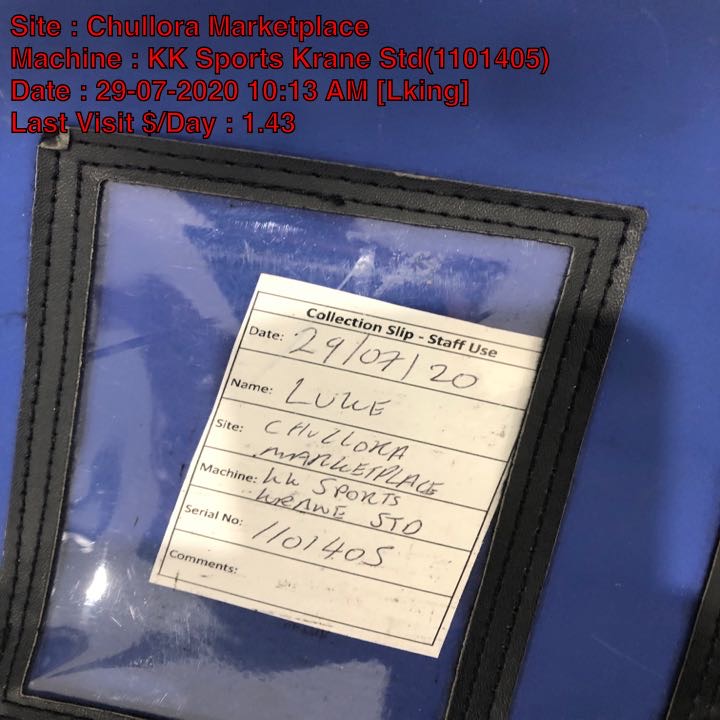 Site : Chullora Marketplace
Machine : KK Sports Krane Std(1101405)
Date : 29-07-2020 10:13 AM [Lking]
Last Visit $/Day : 1.43
Collection Slip - Staff Use
Date: 29/07/20
Name: LUKE
Site: CHULLORA
MARKETPLACE
Machine: KK SPORTS
KRANE STD
Serial No: 1101405
Comments: